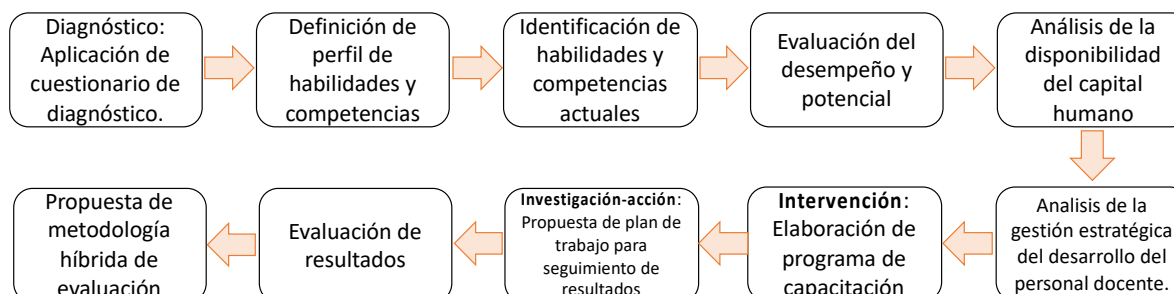 Diagnóstico:
Aplicación de
cuestionario de
diagnóstico.
Definición de
perfil de
habilidades y
competencias
Identificación de
habilidades y
competencias
actuales
Evaluación del
desempeño y
potencial
Análisis de la
disponibilidad
del capital
humano
Analisis de la
gestión estratégica
del desarrollo del
personal docente.
Intervención:
Elaboración de
programa de
capacitación
Investigación-acción:
Propuesta de plan de
trabajo para
seguimiento de
resultados
Evaluación de
resultados
Propuesta de
metodología
híbrida de
evaluación